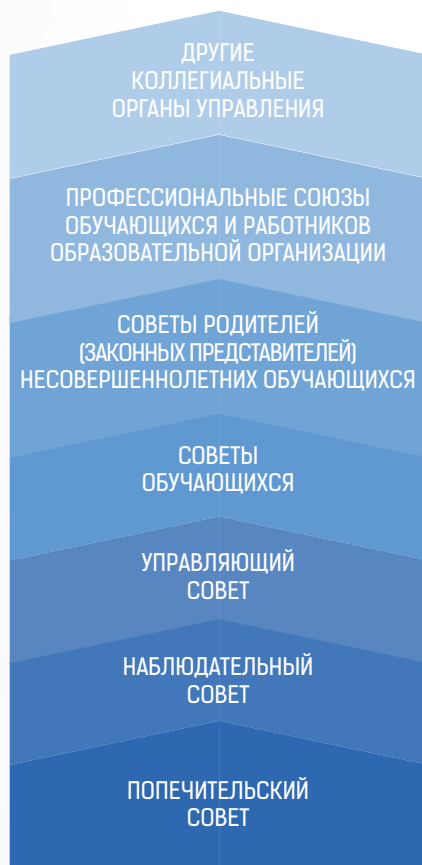 ДРУГИЕ
КОЛЛЕГИАЛЬНЫЕ
ОРГАНЫ УПРАВЛЕНИЯ
ПРОФЕССИОНАЛЬНЫЕ СОЮЗЫ
ОБУЧАЮЩИХСЯ И РАБОТНИКОВ
ОБРАЗОВАТЕЛЬНОЙ ОРГАНИЗАЦИИ
СОВЕТЫ РОДИТЕЛЕЙ
(ЗАКОННЫХ ПРЕДСТАВИТЕЛЕЙ)
НЕСОВЕРШЕННОЛЕТНИХ ОБУЧАЮЩИХСЯ
СОВЕТЫ
ОБУЧАЮЩИХСЯ
УПРАВЛЯЮЩИЙ
СОВЕТ
НАБЛЮДАТЕЛЬНЫЙ
СОВЕТ
ПОПЕЧИТЕЛЬСКИЙ
СОВЕТ